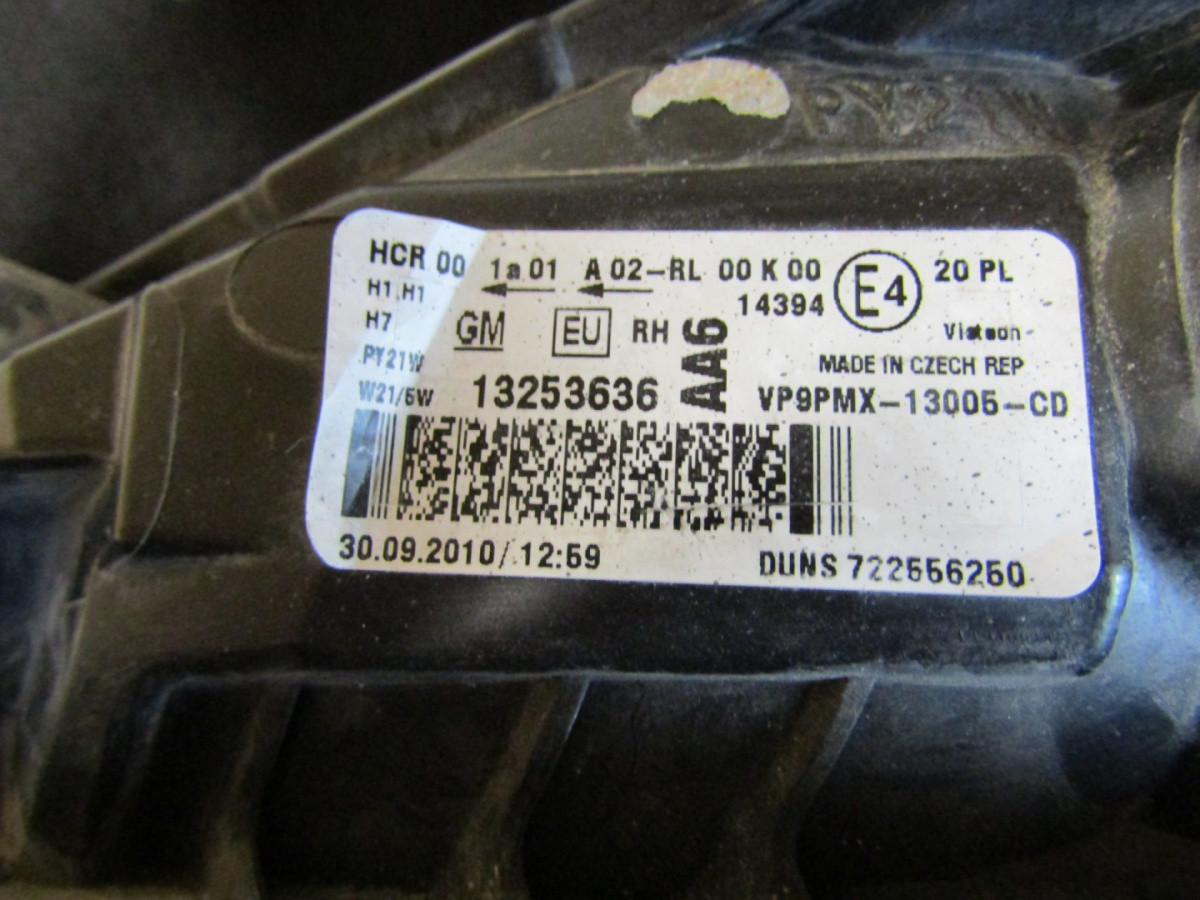 HCR 00 1a 01 A 02-RL 00 K 00 E4 20 PL
H1.H1 14394
H7 GM EU RH AA6 Visteon
PY21W MADE IN CZECH REP
W21/5W 13253636 VP9PMX-13005-CD
30.09.2010/ 12:59 DUNS 722556250